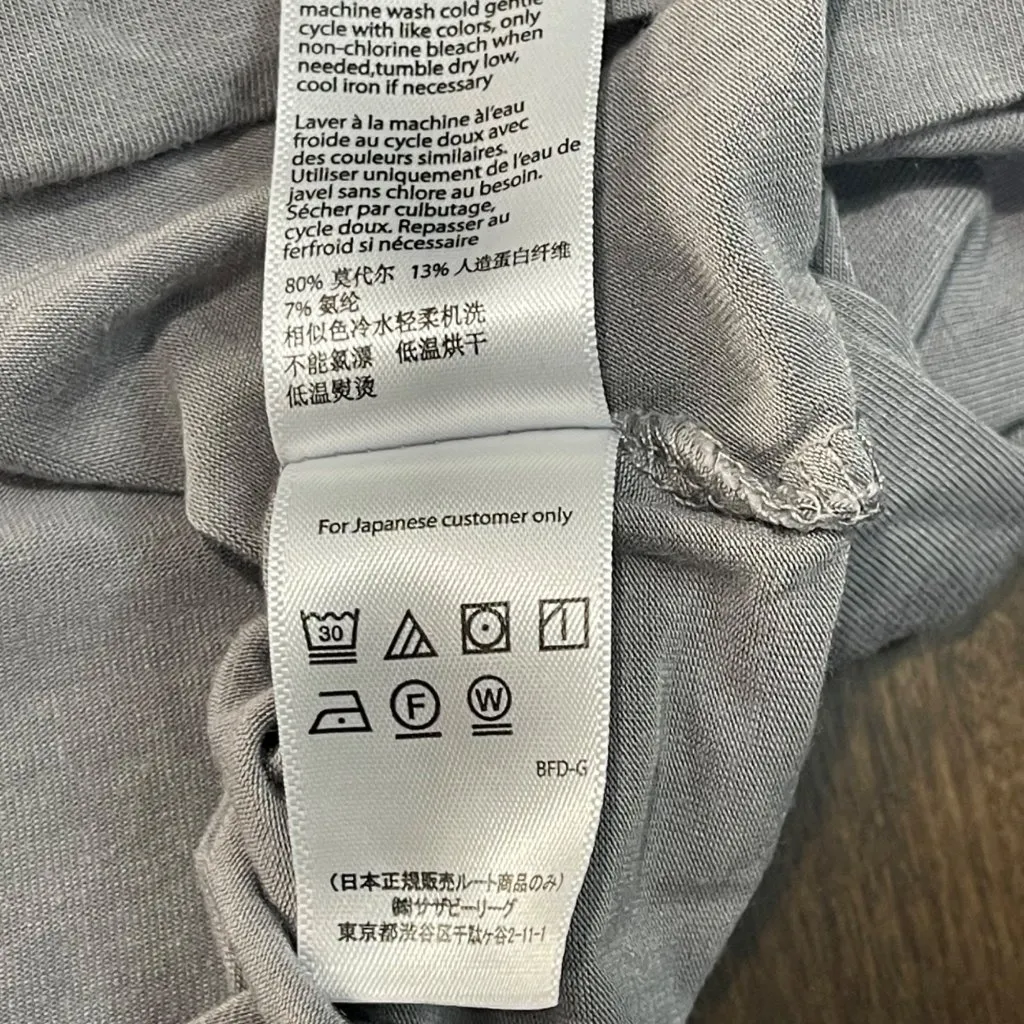 machine wash cold gentle
cycle with like colors, only
non-chlorine bleach when
needed,tumble dry low,
cool iron if necessary
Laver à la machine àl'eau
froide au cycle doux avec
des couleurs similaires.
Utiliser uniquement de l'eau de
javel sans chlore au besoin.
Sécher par culbutage,
cycle doux. Repasser au
ferfroid si nécessaire
80% 莫代尔 13% 人造蛋白纤维
7% 氨纶
相似色冷水轻柔机洗
不能氯漂 低温烘干
低温熨烫
For Japanese customer only
30
F W
BFD-G
(日本正規販売ルート商品のみ)
㈱サザビーリーグ
東京都渋谷区千駄ヶ谷2-11-1